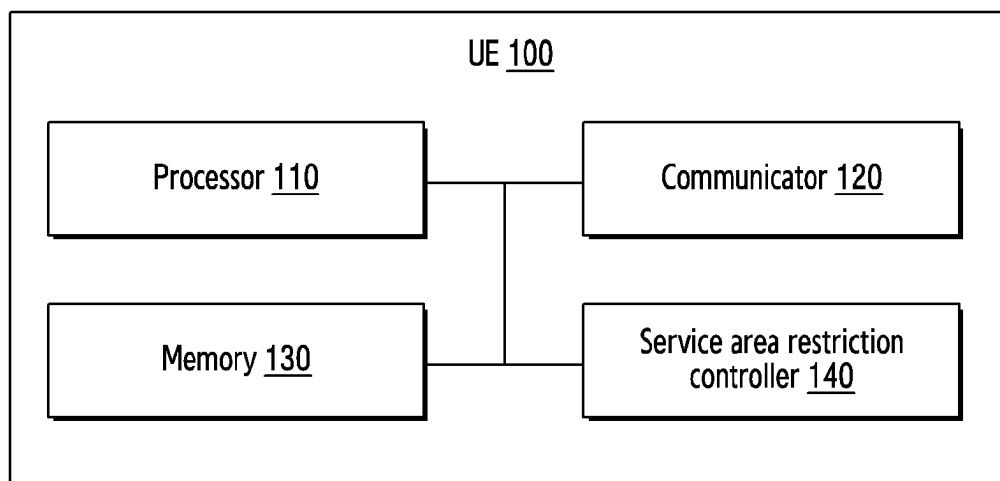 UE 100
Processor 110
Communicator 120
Memory 130
Service area restriction
controller 140